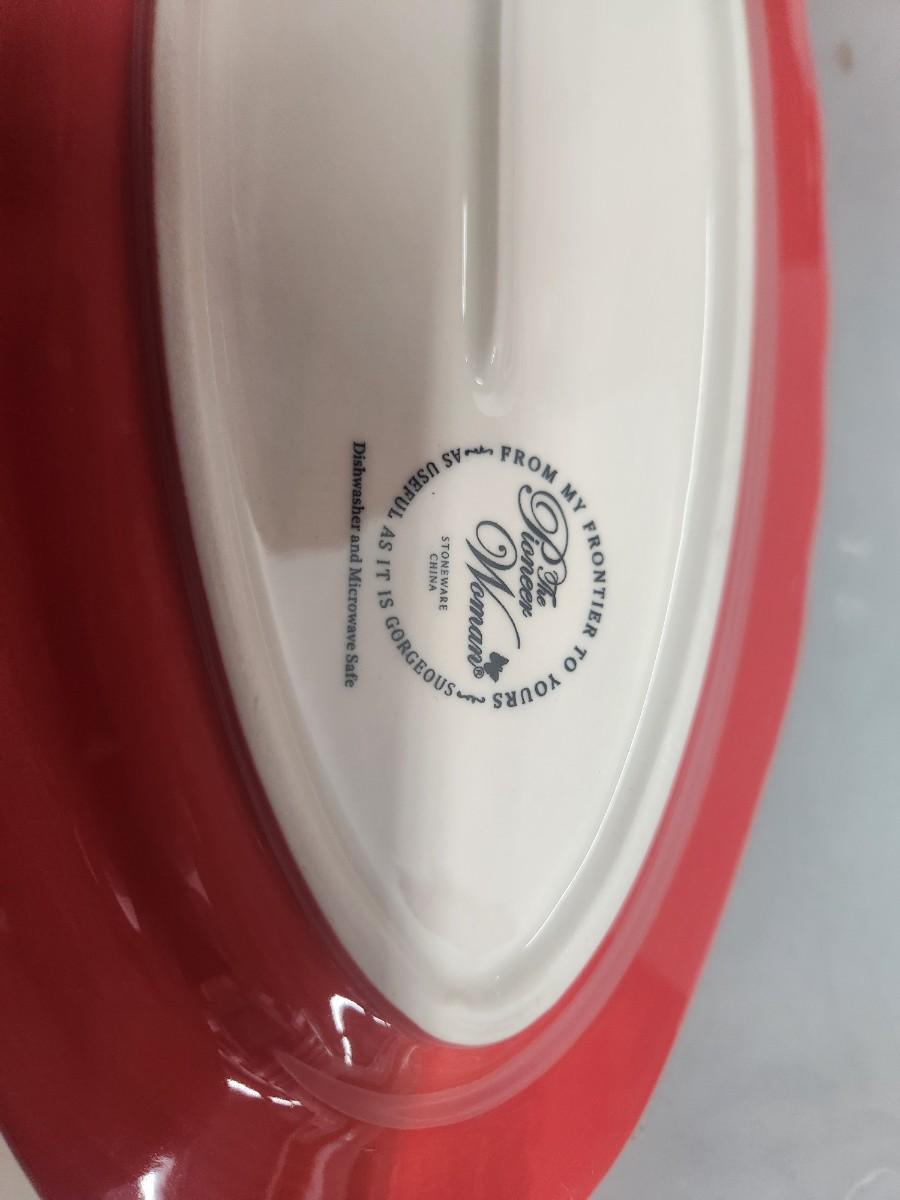 FROM MY FRONTIER TO YOURS
The
Pioneer
Woman®
STONEWARE
CHINA
AS USEFUL AS IT IS GORGEOUS
Dishwasher and Microwave Safe